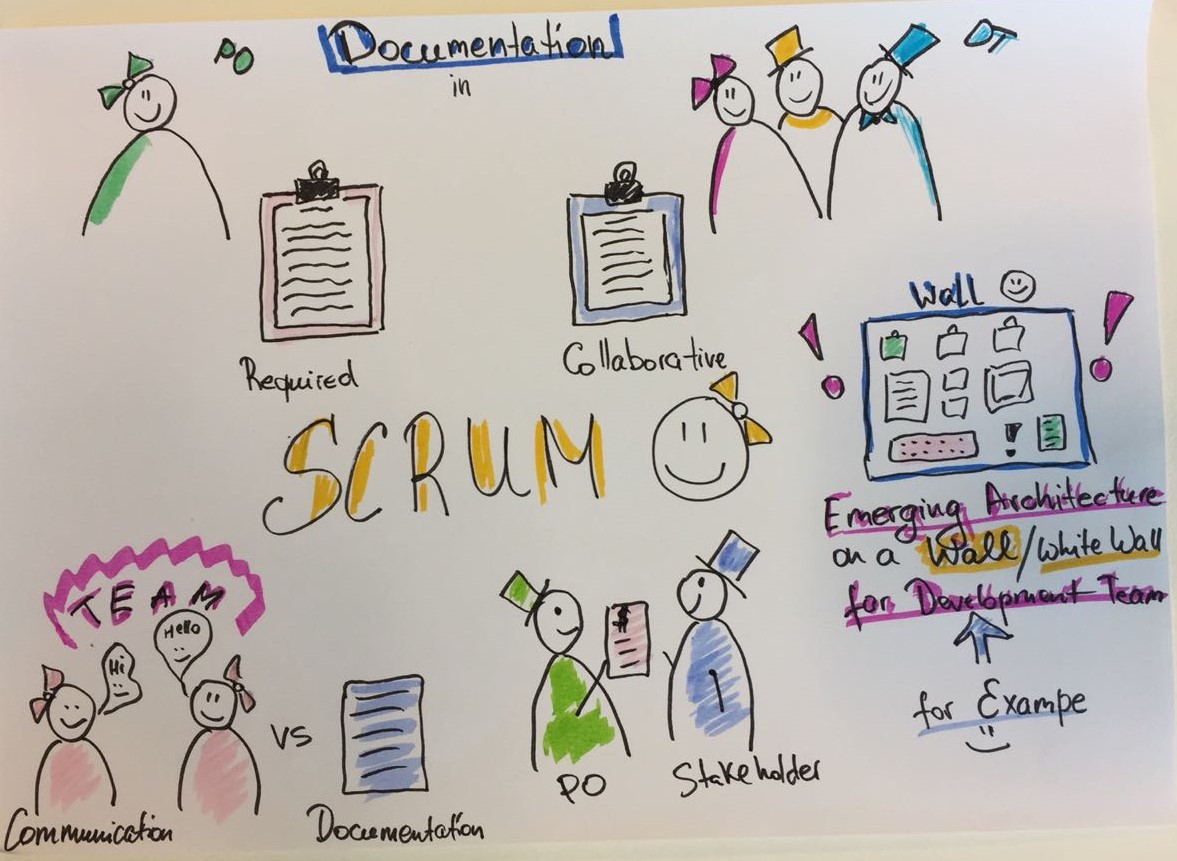 PO
Documentation
in
DT
Required
Collaborative
SCRUM
Wall
Emerging Architecture
on a Wall/White Wall
for Development Team
for Exampe
TEAM
Hi
Hello
vs
Communication
Documentation
PO
Stakeholder